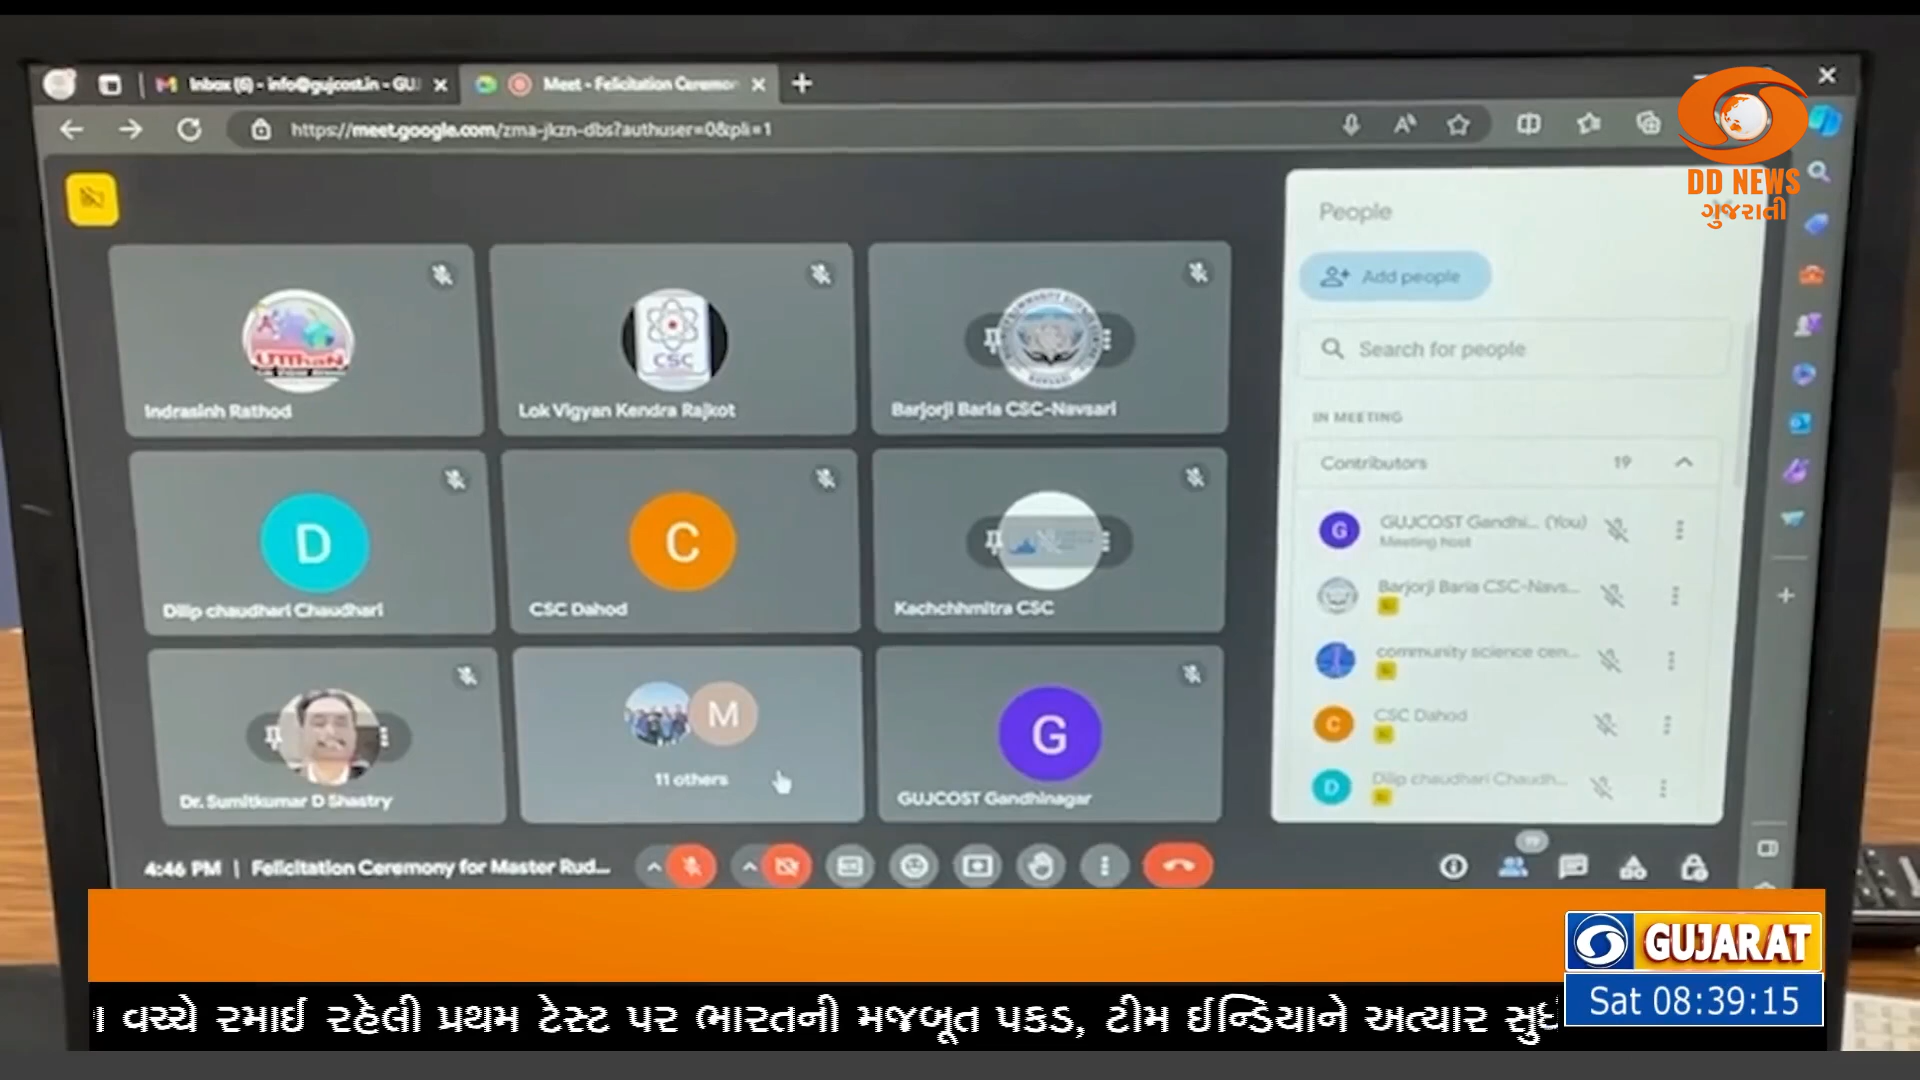 Inbox (6) - info@gujcost.in - GU
Meet - Felicitation Ceremo
https://meet.google.com/zma-jkzn-dbs?authuser=0&pli=1
DD NEWS
ગુજરાતી
People
Add people
Search for people
IN MEETING
Contributors 19
GUJCOST Gandhi... (You)
Meeting host
Barjorji Baria CSC-Navs...
community science cen...
C CSC Dahod
D Dilip chaudhari Chaudh...
G
UTThaN
Indrasinh Rathod
CSC
Lok Vigyan Kendra Rajkot
Barjorji Baria CSC-Navsari
D
Dilip chaudhari Chaudhari
C
CSC Dahod
Kachchhmitra CSC
Dr. Sumitkumar D Shastry
M
11 others
G
GUJCOST Gandhinagar
4:46 PM | Felicitation Ceremony for Master Rud...
19
GUJARAT
Sat 08:39:15
વચ્ચે રમાઈ રહેલી પ્રથમ ટેસ્ટ પર ભારતની મજબૂત પકડ, ટીમ ઈન્ડિયાને અત્યાર સુધ